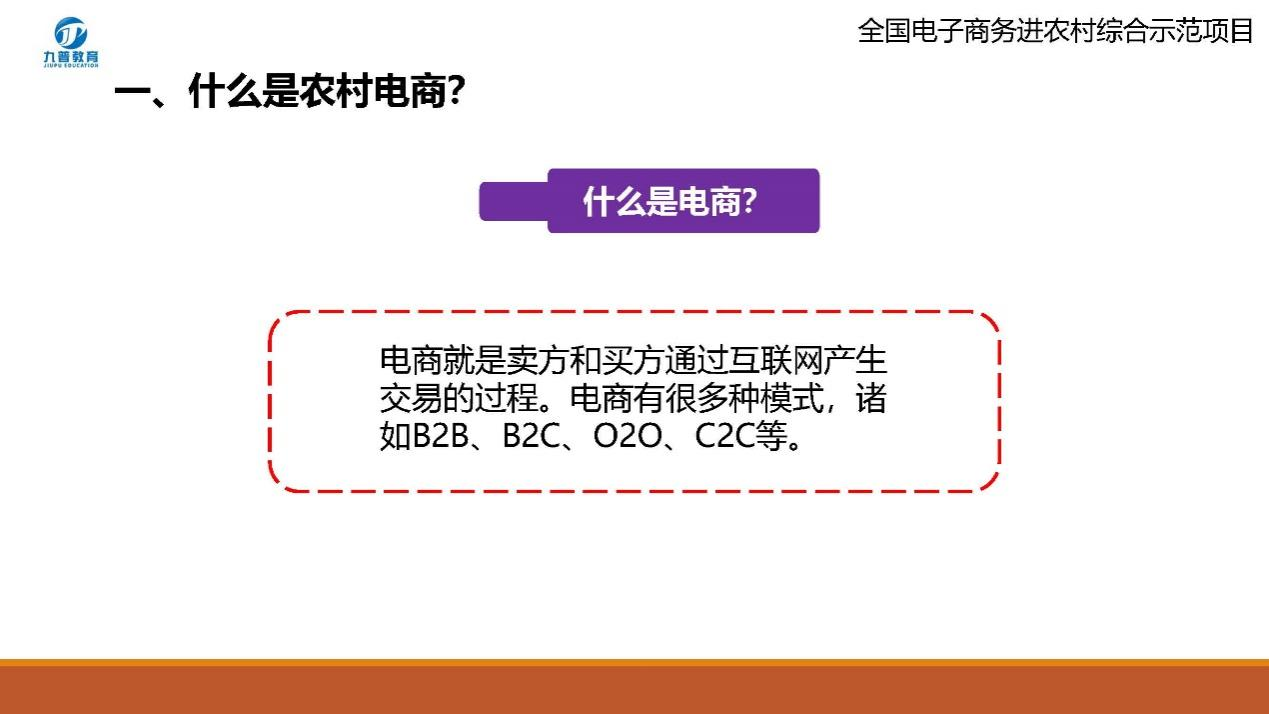 九普教育
JIUPU EDUCATION
全国电子商务进农村综合示范项目
一、什么是农村电商？
什么是电商？
电商就是卖方和买方通过互联网产生
交易的过程。电商有很多种模式，诸
如B2B、B2C、O2O、C2C等。